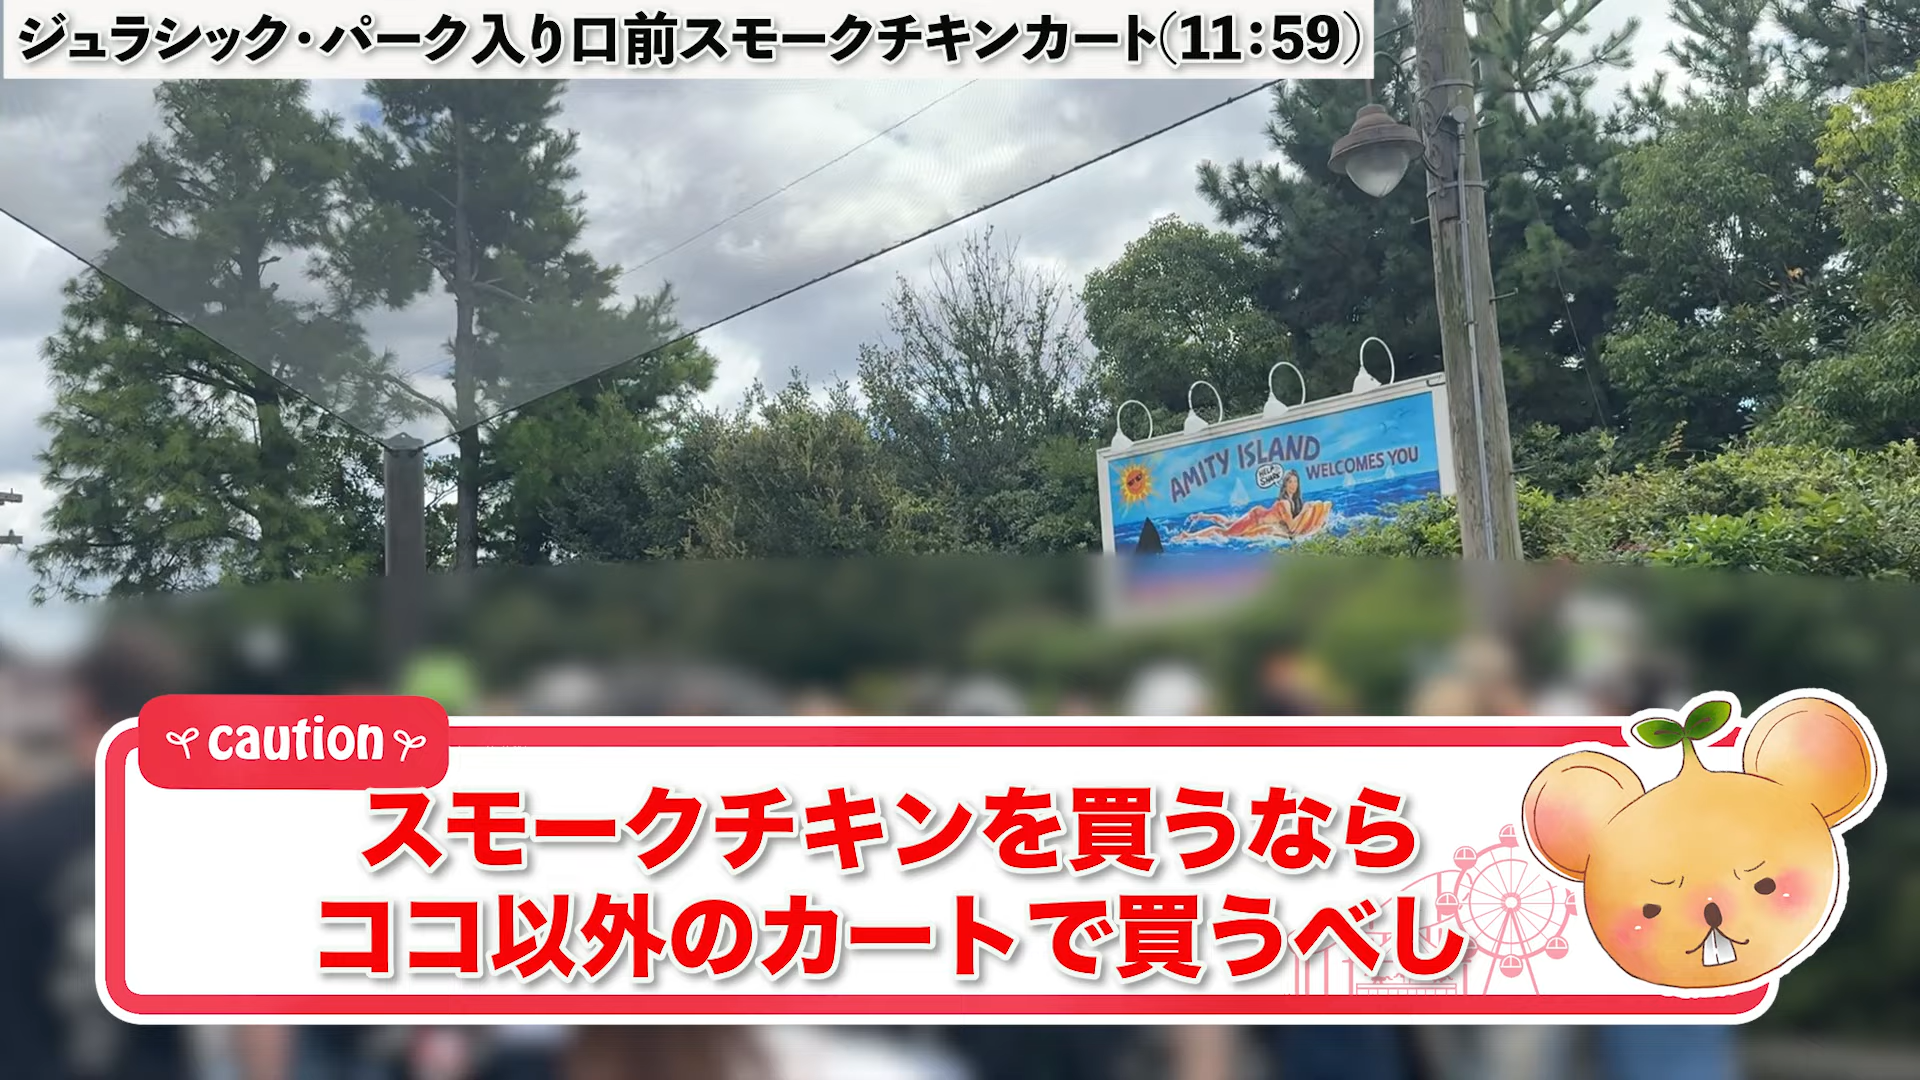 ジュラシック・パーク入り口前スモークチキンカート(11:59)
AMITY ISLAND
WELCOMES YOU
HELP!
SHARK
caution
スモークチキンを買うなら
ココ以外のカートで買うべし